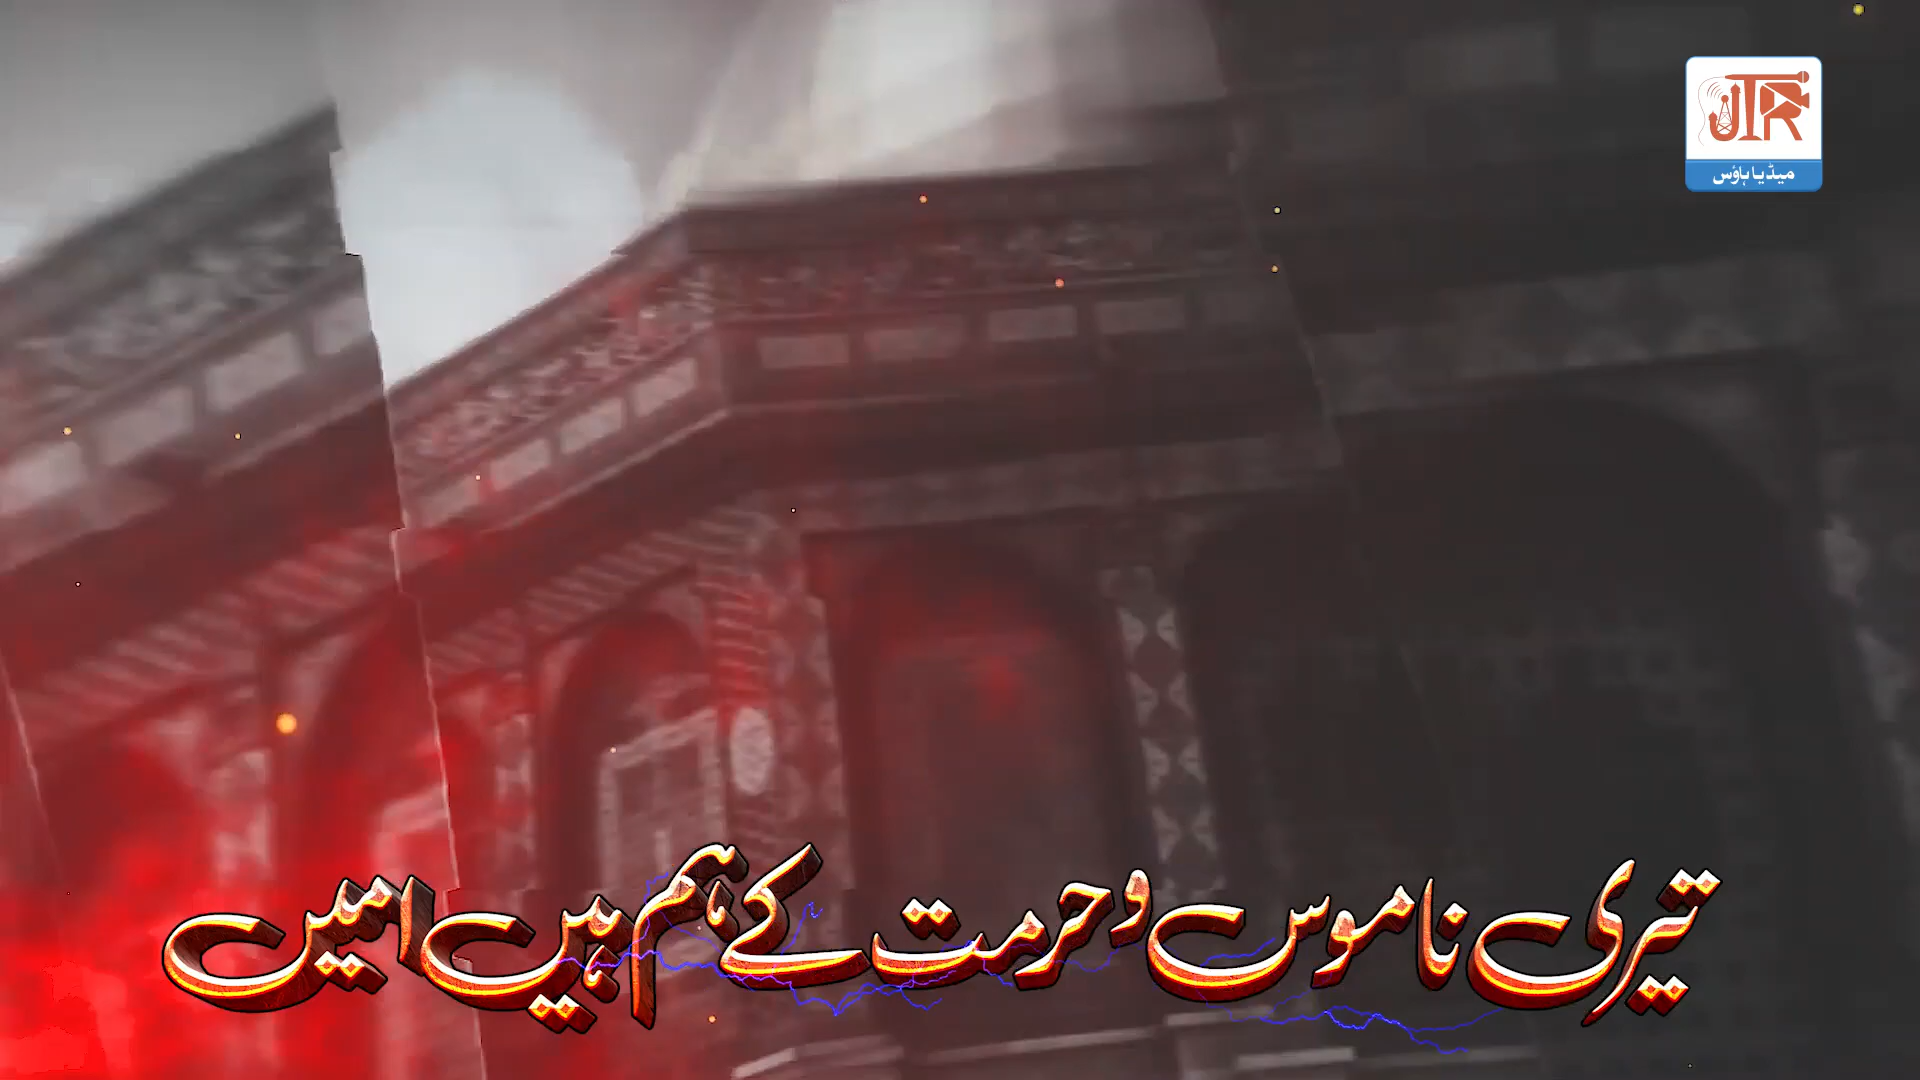 JTR
میڈیا ہاؤس
تیری ناموس و حرمت کے ہم ہیں امیں